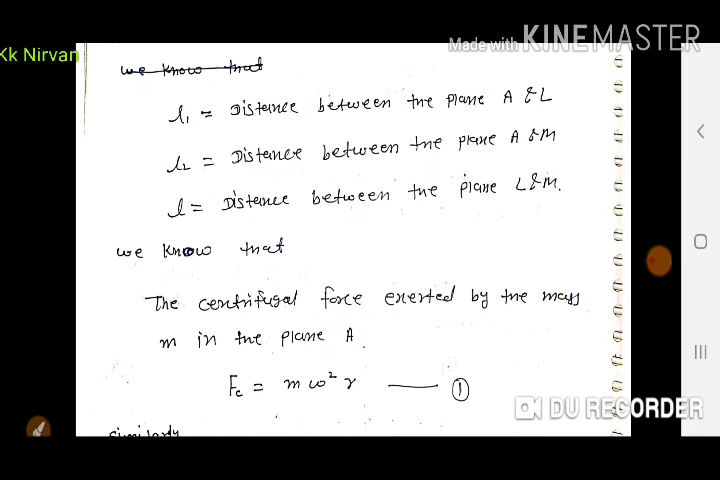 Kk Nirvan
Made with KINEMASTER
we know that
l₁ = Distance between the plane A & L
l₂ = Distance between the plane A & M
l = Distance between the plane L & M.
we know that
The centrifugal force exerted by the mass
m in the plane A.
Fc = mω²r —— ①
DU RECORDER
Similarly